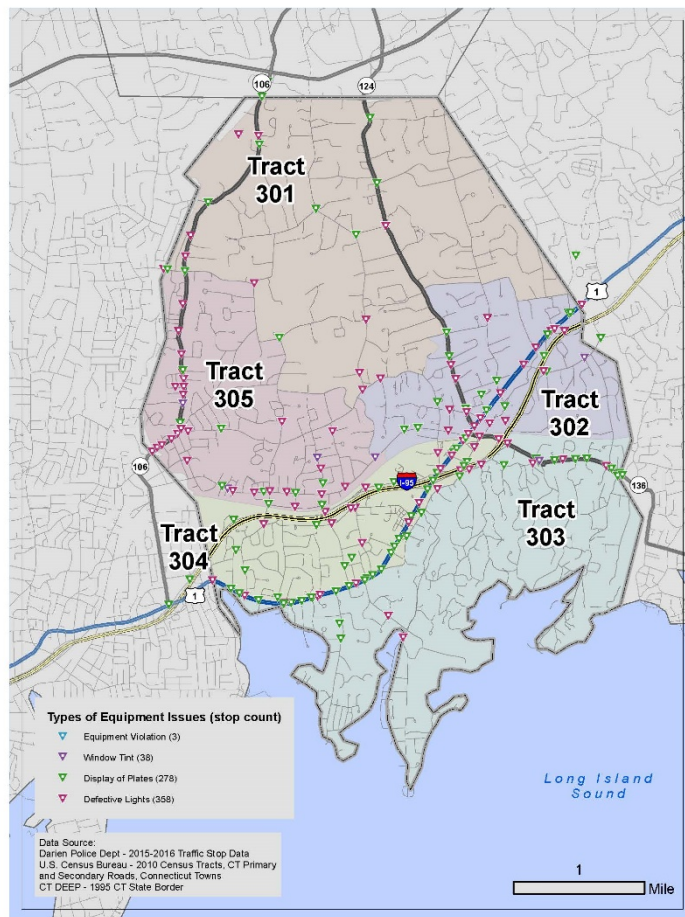 106
124
Tract
301
1
Tract
305
Tract
302
I-95
106
136
Tract
303
Tract
304
1
Types of Equipment Issues (stop count)
Equipment Violation (3)
Window Tint (38)
Display of Plates (278)
Defective Lights (358)
Long Island
Sound
Data Source:
Darien Police Dept - 2015-2016 Traffic Stop Data
U.S. Census Bureau - 2010 Census Tracts, CT Primary
and Secondary Roads, Connecticut Towns
CT DEEP - 1995 CT State Border
1
Mile